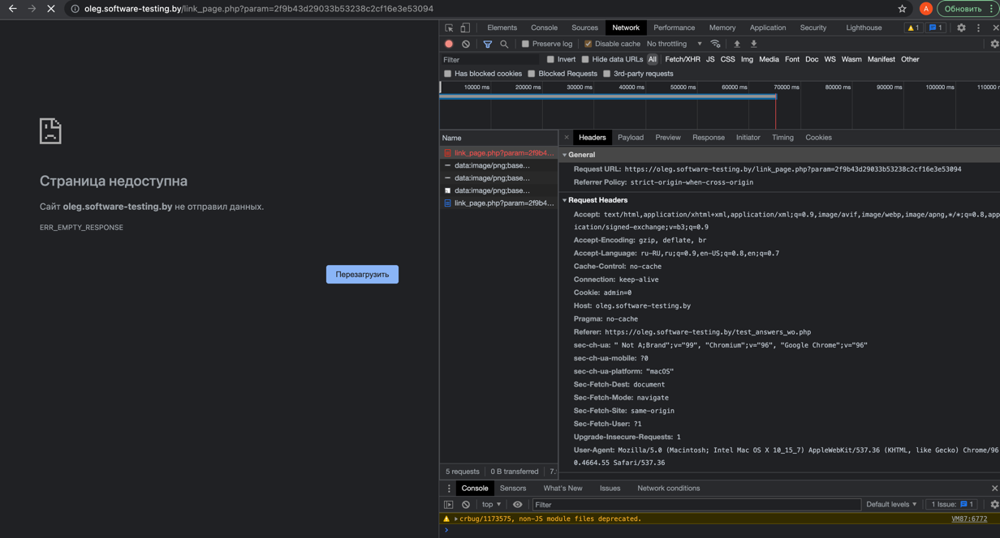 oleg.software-testing.by/link_page.php?param=2f9b43d29033b53238c2cf16e3e53094
A
Обновить
Elements Console Sources Network Performance Memory Application Security Lighthouse 1 1
Preserve log Disable cache No throttling
Filter Invert Hide data URLs All Fetch/XHR JS CSS Img Media Font Doc WS Wasm Manifest Other
Has blocked cookies Blocked Requests 3rd-party requests
10000 ms 20000 ms 30000 ms 40000 ms 50000 ms 60000 ms 70000 ms 80000 ms 90000 ms 100000 ms 110000
Страница недоступна
Сайт oleg.software-testing.by не отправил данных.
ERR_EMPTY_RESPONSE
Перезагрузить
Name
link_page.php?param=2f9b4...
data:image/png;base...
data:image/png;base...
data:image/png;base...
link_page.php?param=2f9b4...
5 requests 0 B transferred 7.
Headers Payload Preview Response Initiator Timing Cookies
General
Request URL: https://oleg.software-testing.by/link_page.php?param=2f9b43d29033b53238c2cf16e3e53094
Referrer Policy: strict-origin-when-cross-origin
Request Headers
Accept: text/html,application/xhtml+xml,application/xml;q=0.9,image/avif,image/webp,image/apng,*/*;q=0.8,app
ication/signed-exchange;v=b3;q=0.9
Accept-Encoding: gzip, deflate, br
Accept-Language: ru-RU,ru;q=0.9,en-US;q=0.8,en;q=0.7
Cache-Control: no-cache
Connection: keep-alive
Cookie: admin=0
Host: oleg.software-testing.by
Pragma: no-cache
Referer: https://oleg.software-testing.by/test_answers_wo.php
sec-ch-ua: " Not A;Brand";v="99", "Chromium";v="96", "Google Chrome";v="96"
sec-ch-ua-mobile: ?0
sec-ch-ua-platform: "macOS"
Sec-Fetch-Dest: document
Sec-Fetch-Mode: navigate
Sec-Fetch-Site: same-origin
Sec-Fetch-User: ?1
Upgrade-Insecure-Requests: 1
User-Agent: Mozilla/5.0 (Macintosh; Intel Mac OS X 10_15_7) AppleWebKit/537.36 (KHTML, like Gecko) Chrome/96
0.4664.55 Safari/537.36
Console Sensors What's New Issues Network conditions
top Filter Default levels 1 Issue: 1
crbug/1173575, non-JS module files deprecated. VM87:6772